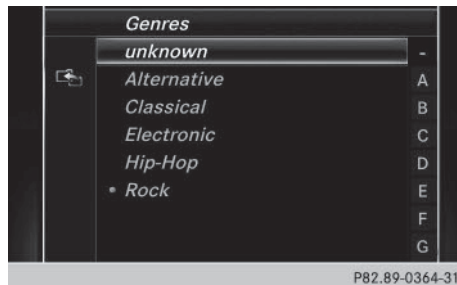 Genres
unknown -
Alternative A
Classical B
Electronic C
Hip-Hop D
• Rock E
F
G
P82.89-0364-31